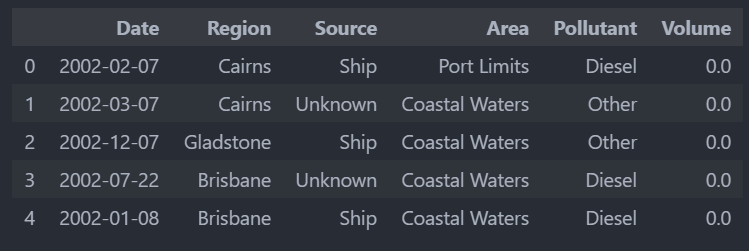 Date Region Source Area Pollutant Volume
0 2002-02-07 Cairns Ship Port Limits Diesel 0.0
1 2002-03-07 Cairns Unknown Coastal Waters Other 0.0
2 2002-12-07 Gladstone Ship Coastal Waters Other 0.0
3 2002-07-22 Brisbane Unknown Coastal Waters Diesel 0.0
4 2002-01-08 Brisbane Ship Coastal Waters Diesel 0.0